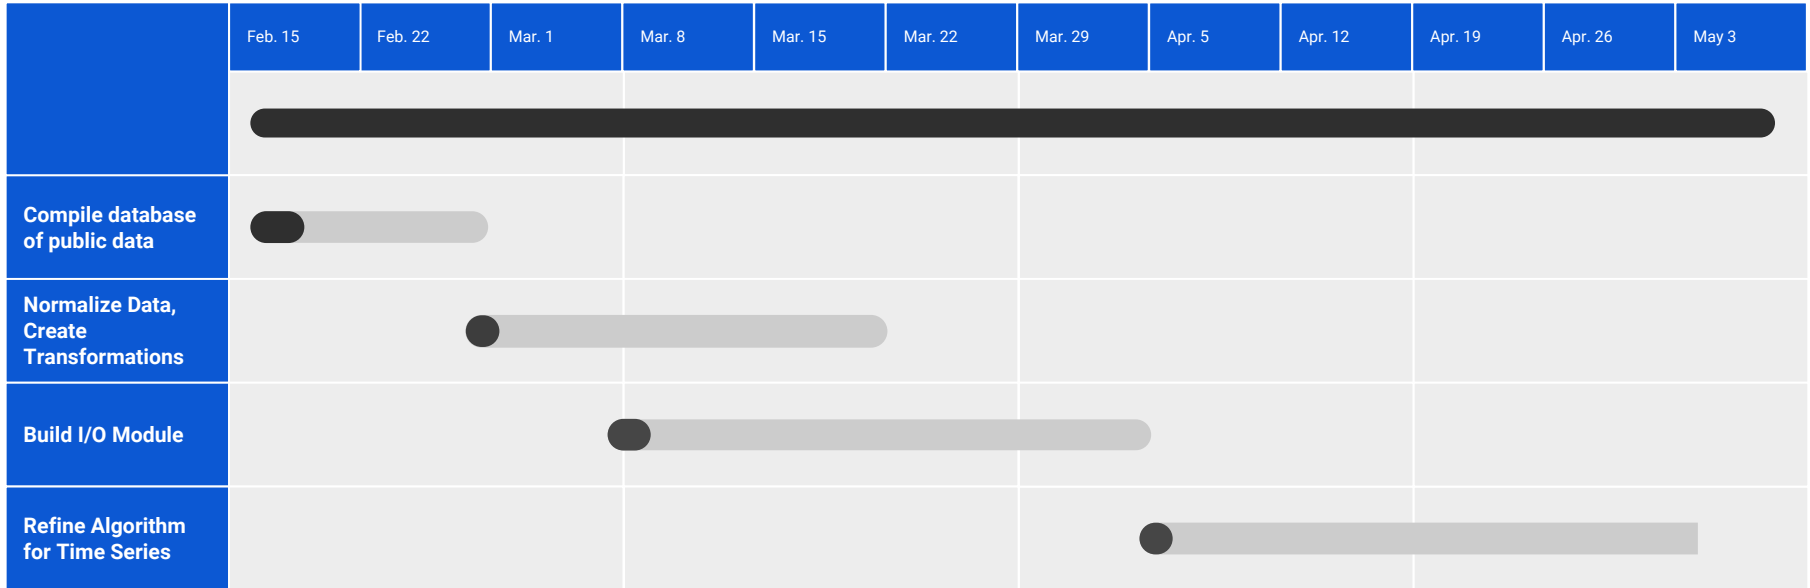 Feb. 15
Feb. 22
Mar. 1
Mar. 8
Mar. 15
Mar. 22
Mar. 29
Apr. 5
Apr. 12
Apr. 19
Apr. 26
May 3
Compile database
of public data
Normalize Data,
Create
Transformations
Build I/O Module
Refine Algorithm
for Time Series